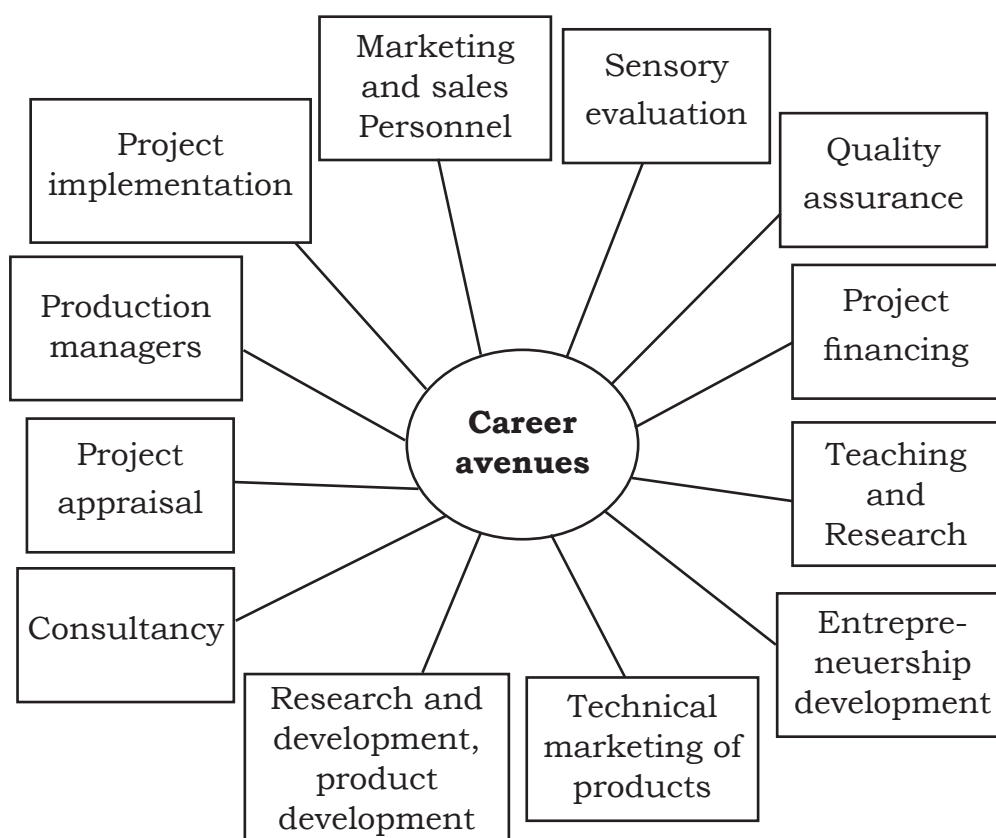 Marketing
and sales
Personnel
Sensory
evaluation
Project
implementation
Quality
assurance
Production
managers
Project
financing
Career
avenues
Project
appraisal
Teaching
and
Research
Consultancy
Entrepre-
neuership
development
Research and
development,
product
development
Technical
marketing of
products